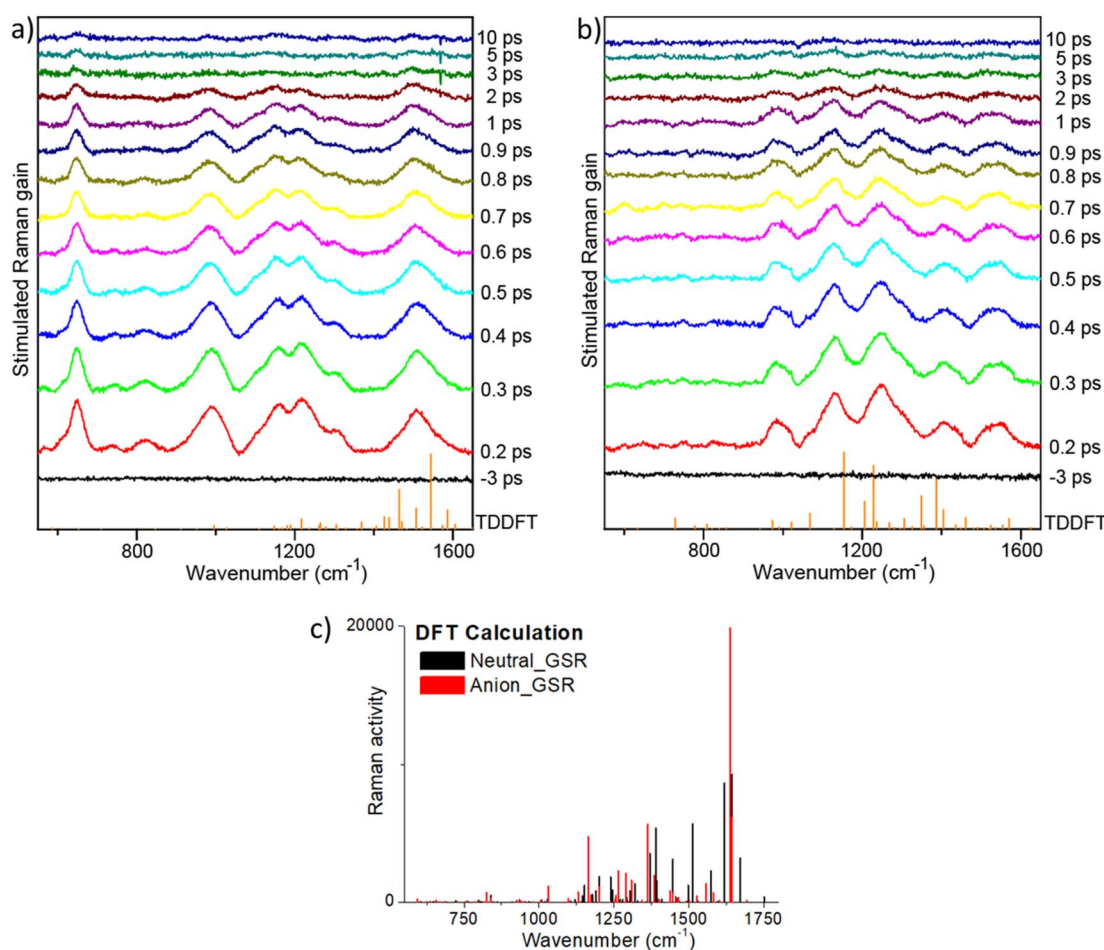 a)
Stimulated Raman gain
10 ps
5 ps
3 ps
2 ps
1 ps
0.9 ps
0.8 ps
0.7 ps
0.6 ps
0.5 ps
0.4 ps
0.3 ps
0.2 ps
-3 ps
TDDFT
800 1200 1600
Wavenumber (cm⁻¹)
b)
Stimulated Raman gain
10 ps
5 ps
3 ps
2 ps
1 ps
0.9 ps
0.8 ps
0.7 ps
0.6 ps
0.5 ps
0.4 ps
0.3 ps
0.2 ps
-3 ps
TDDFT
800 1200 1600
Wavenumber (cm⁻¹)
c)
20000
DFT Calculation
Neutral_GSR
Anion_GSR
Raman activity
0
750 1000 1250 1500 1750
Wavenumber (cm⁻¹)